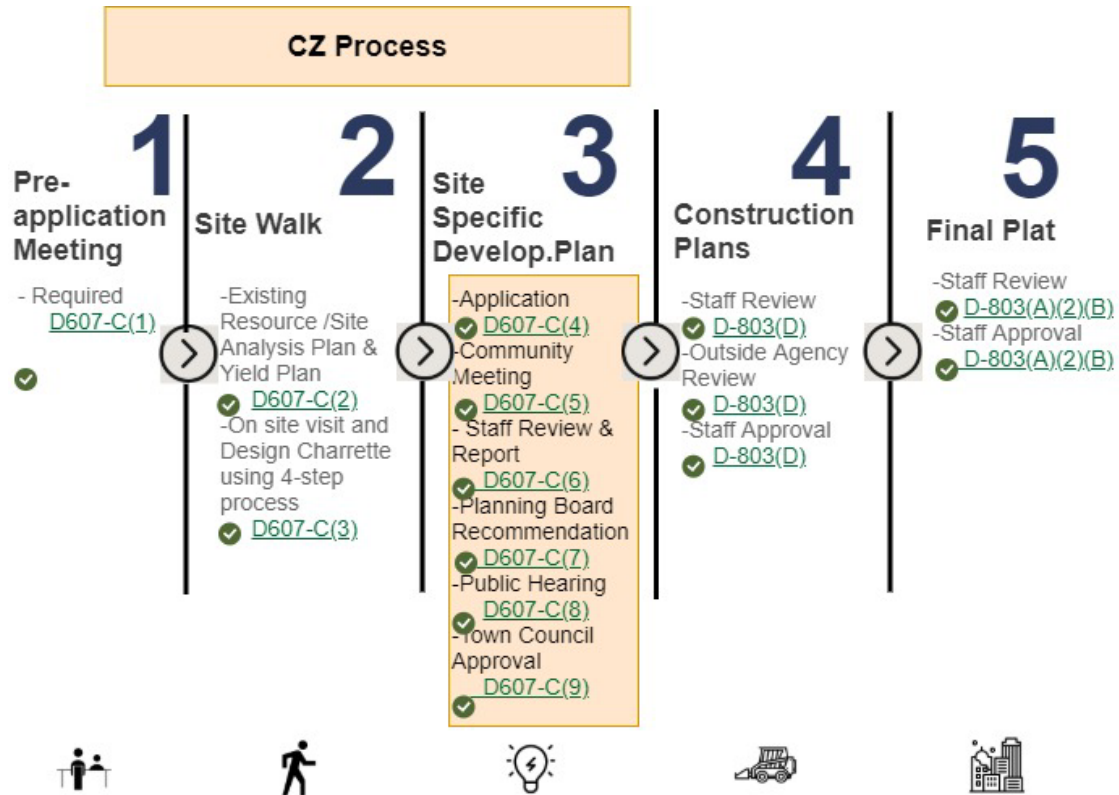 CZ Process
1
Pre-
application
Meeting
- Required
D607-C(1)
2
Site Walk
-Existing
Resource /Site
Analysis Plan &
Yield Plan
D607-C(2)
-On site visit and
Design Charrette
using 4-step
process
D607-C(3)
3
Site
Specific
Develop.Plan
-Application
D607-C(4)
-Community
Meeting
D607-C(5)
- Staff Review &
Report
D607-C(6)
-Planning Board
Recommendation
D607-C(7)
-Public Hearing
D607-C(8)
-Town Council
Approval
D607-C(9)
4
Construction
Plans
-Staff Review
D-803(D)
-Outside Agency
Review
D-803(D)
-Staff Approval
D-803(D)
5
Final Plat
-Staff Review
D-803(A)(2)(B)
-Staff Approval
D-803(A)(2)(B)